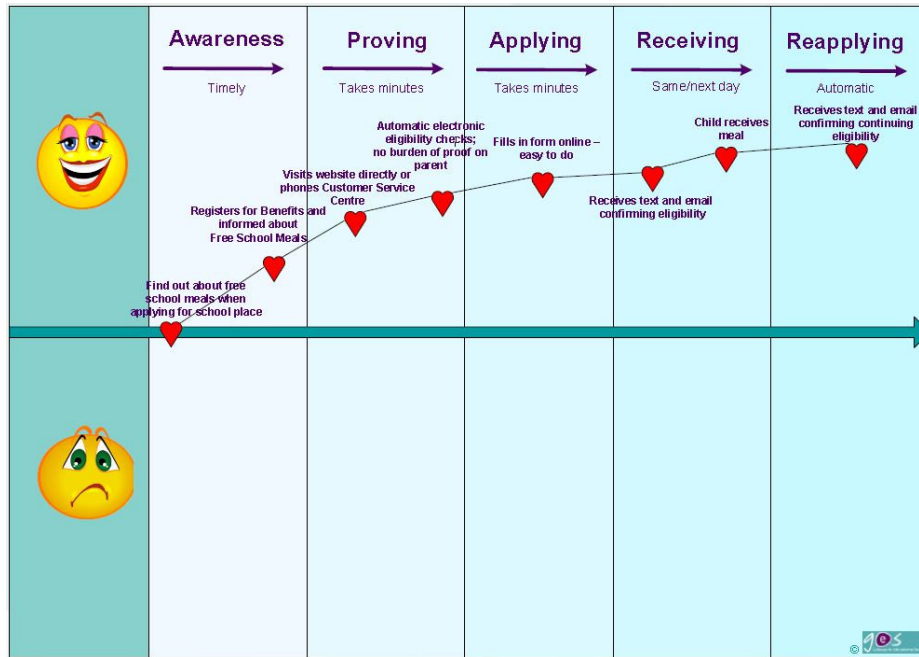 Awareness
Proving
Applying
Receiving
Reapplying
Timely
Takes minutes
Takes minutes
Same/next day
Automatic
Find out about free
school meals when
applying for school place
Registers for Benefits and
informed about
Free School Meals
Visits website directly or
phones Customer Service
Centre
Automatic electronic
eligibility checks;
no burden of proof on
parent
Fills in form online –
easy to do
Receives text and email
confirming eligibility
Child receives
meal
Receives text and email
confirming continuing
eligibility
© ges